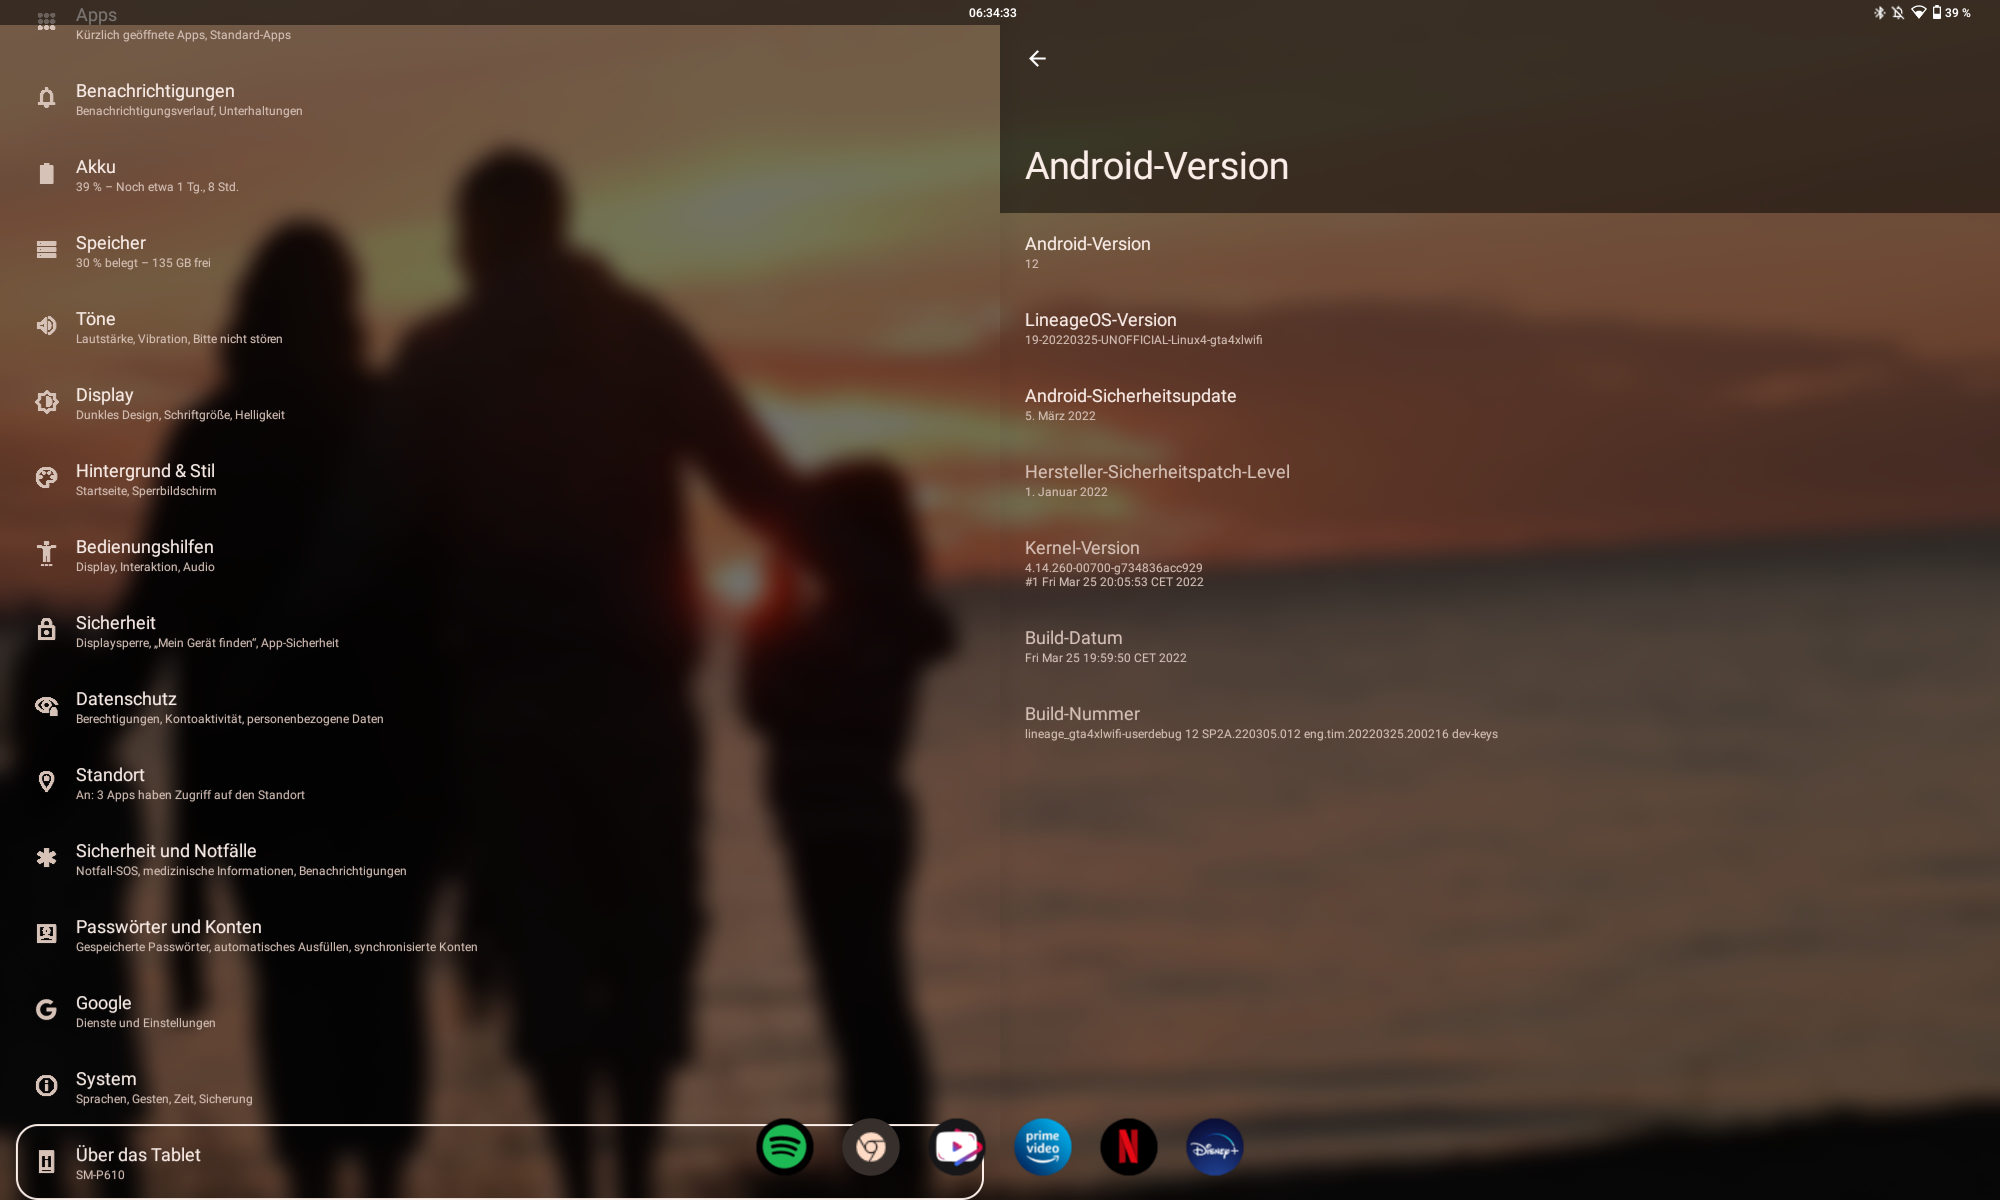 06:34:33
39 %
Apps
Kürzlich geöffnete Apps, Standard-Apps
Benachrichtigungen
Benachrichtigungsverlauf, Unterhaltungen
Akku
39 % – Noch etwa 1 Tg., 8 Std.
Speicher
30 % belegt – 135 GB frei
Töne
Lautstärke, Vibration, Bitte nicht stören
Display
Dunkles Design, Schriftgröße, Helligkeit
Hintergrund & Stil
Startseite, Sperrbildschirm
Bedienungshilfen
Display, Interaktion, Audio
Sicherheit
Displaysperre, „Mein Gerät finden“, App-Sicherheit
Datenschutz
Berechtigungen, Kontoaktivität, personenbezogene Daten
Standort
An: 3 Apps haben Zugriff auf den Standort
Sicherheit und Notfälle
Notfall-SOS, medizinische Informationen, Benachrichtigungen
Passwörter und Konten
Gespeicherte Passwörter, automatisches Ausfüllen, synchronisierte Konten
Google
Dienste und Einstellungen
System
Sprachen, Gesten, Zeit, Sicherung
Über das Tablet
SM-P610
Android-Version
Android-Version
12
LineageOS-Version
19-20220325-UNOFFICIAL-Linux4-gta4xlwifi
Android-Sicherheitsupdate
5. März 2022
Hersteller-Sicherheitspatch-Level
1. Januar 2022
Kernel-Version
4.14.260-00700-g734836acc929
#1 Fri Mar 25 20:05:53 CET 2022
Build-Datum
Fri Mar 25 19:59:50 CET 2022
Build-Nummer
lineage_gta4xlwifi-userdebug 12 SP2A.220305.012 eng.tim.20220325.200216 dev-keys
prime
video
N
Disney+